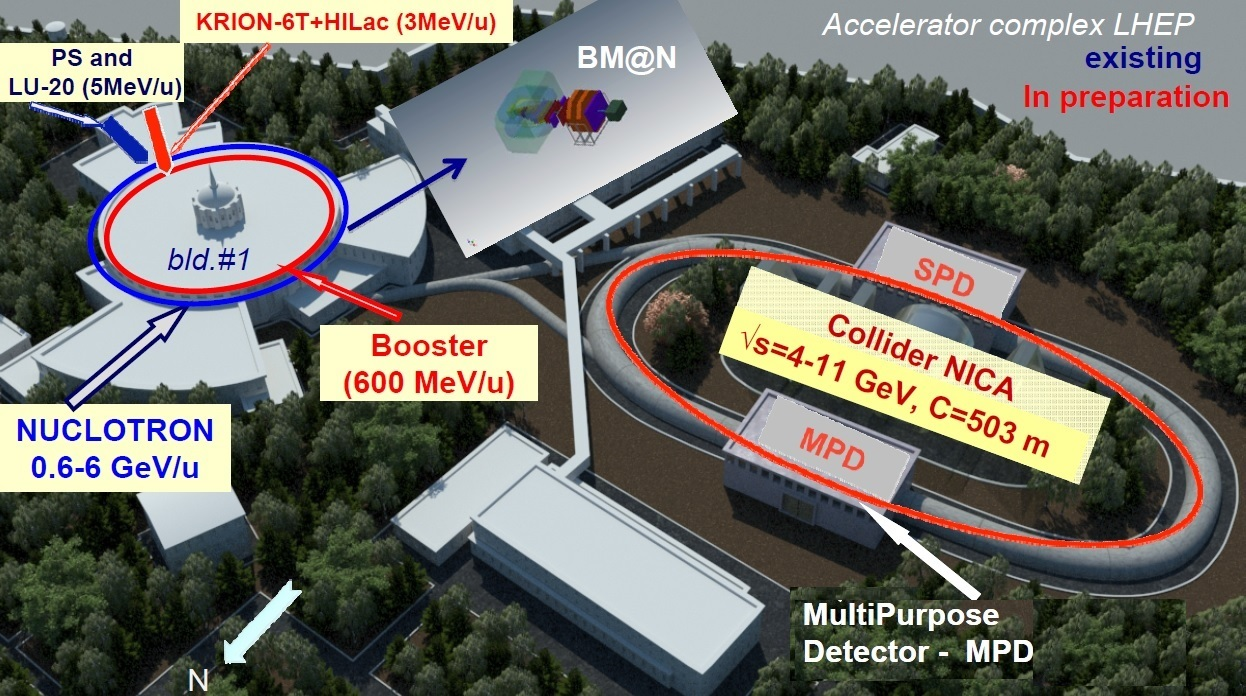 KRION-6T+HILac (3MeV/u)
Accelerator complex LHEP
existing
In preparation
PS and
LU-20 (5MeV/u)
BM@N
bld.#1
SPD
Collider NICA
√s=4-11 GeV, C=503 m
Booster
(600 MeV/u)
NUCLOTRON
0.6-6 GeV/u
MPD
MultiPurpose
Detector - MPD
N